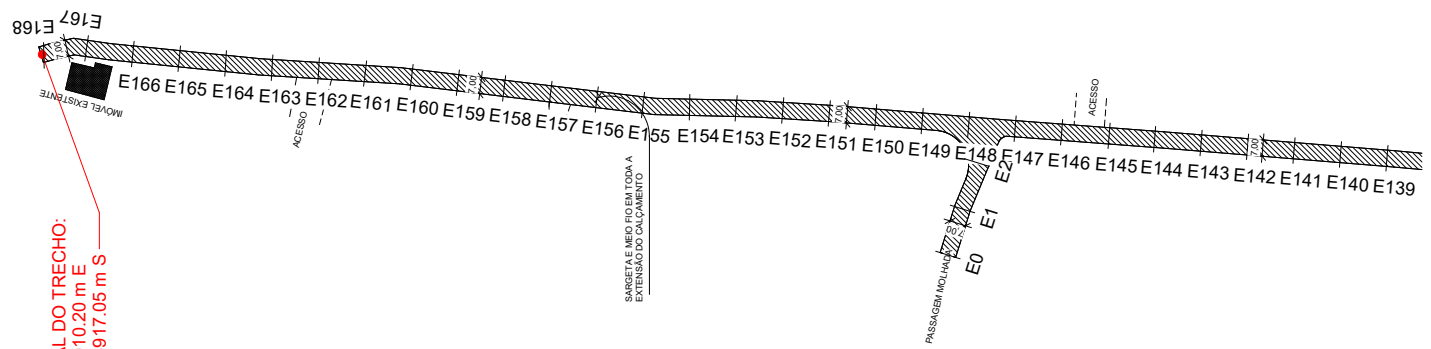 E168
E167
7.00
IMÓVEL EXISTENTE
E166
E165
E164
E163
E162
E161
E160
E159
E158
E157
E156
E155
E154
E153
E152
E151
E150
E149
E148
E147
E146
E145
E144
E143
E142
E141
E140
E139
ACESSO
7.00
7.00
ACESSO
7.00
SARGETA E MEIO FIO EM TODA A
EXTENSÃO DO CALÇAMENTO
E2
E1
7.00
E0
PASSAGEM MOLHADA
AL DO TRECHO:
10.20 m E
917.05 m S